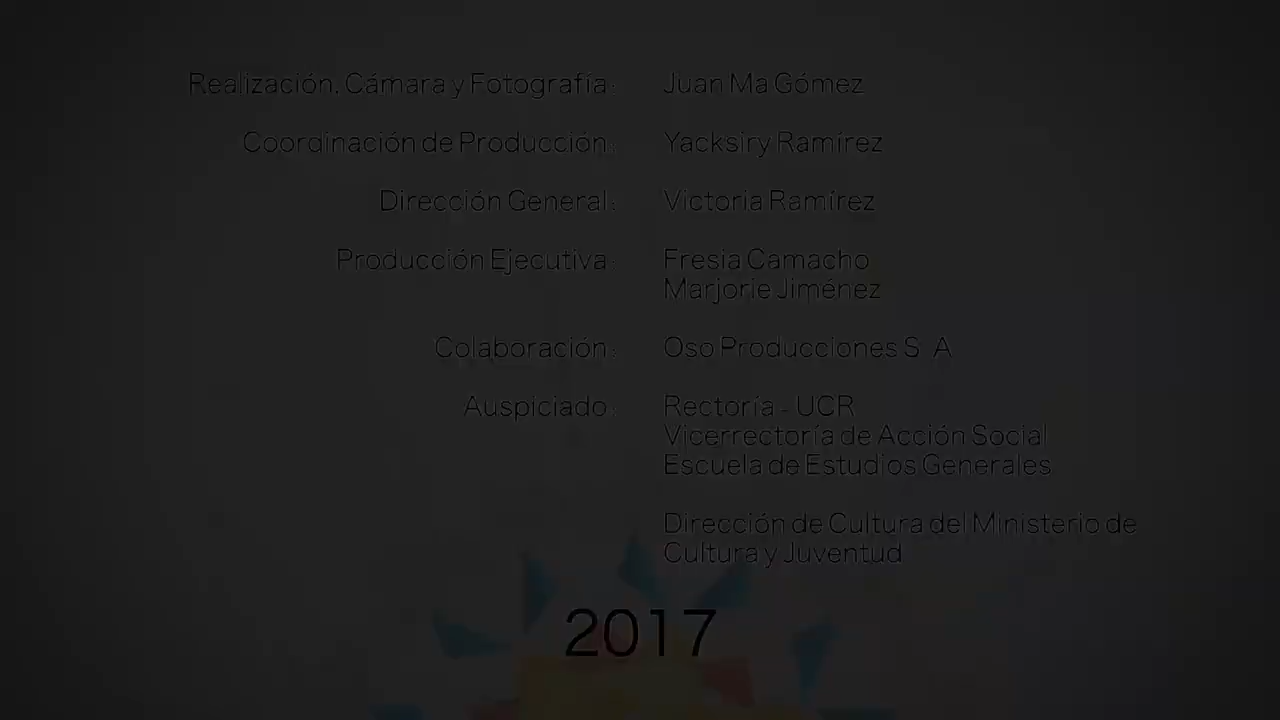 Realización, Cámara y Fotografía: Juan Ma Gómez
Coordinación de Producción: Yacksiry Ramírez
Dirección General: Victoria Ramírez
Producción Ejecutiva: Fresia Camacho
Marjorie Jiménez
Colaboración: Oso Producciones S A
Auspiciado: Rectoría - UCR
Vicerrectoría de Acción Social
Escuela de Estudios Generales
Dirección de Cultura del Ministerio de
Cultura y Juventud
2017